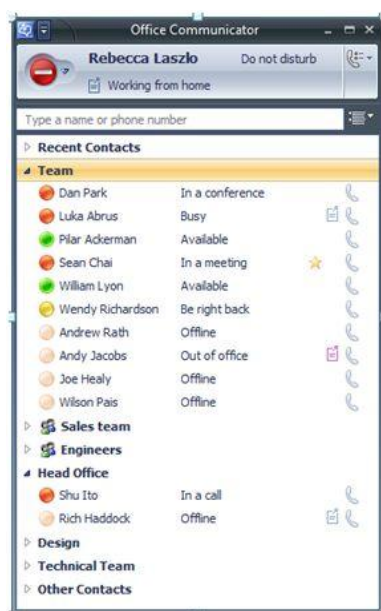 Office Communicator
Rebecca Laszlo Do not disturb
Working from home
Type a name or phone number
Recent Contacts
Team
Dan Park In a conference
Luka Abrus Busy
Pilar Ackerman Available
Sean Chai In a meeting
William Lyon Available
Wendy Richardson Be right back
Andrew Rath Offline
Andy Jacobs Out of office
Joe Healy Offline
Wilson Pais Offline
Sales team
Engineers
Head Office
Shu Ito In a call
Rich Haddock Offline
Design
Technical Team
Other Contacts